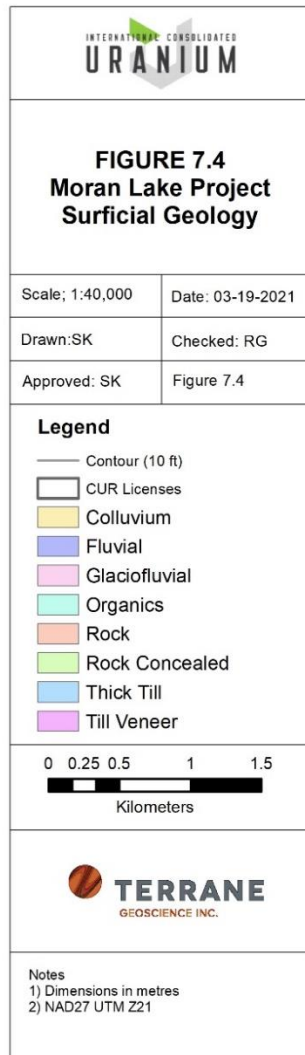 INTERNATIONAL CONSOLIDATED
URANIUM
FIGURE 7.4
Moran Lake Project
Surficial Geology
Scale; 1:40,000
Date: 03-19-2021
Drawn:SK
Checked: RG
Approved: SK
Figure 7.4
Legend
Contour (10 ft)
CUR Licenses
Colluvium
Fluvial
Glaciofluvial
Organics
Rock
Rock Concealed
Thick Till
Till Veneer
0 0.25 0.5 1 1.5
Kilometers
TERRANE
GEOSCIENCE INC.
Notes
1) Dimensions in metres
2) NAD27 UTM Z21